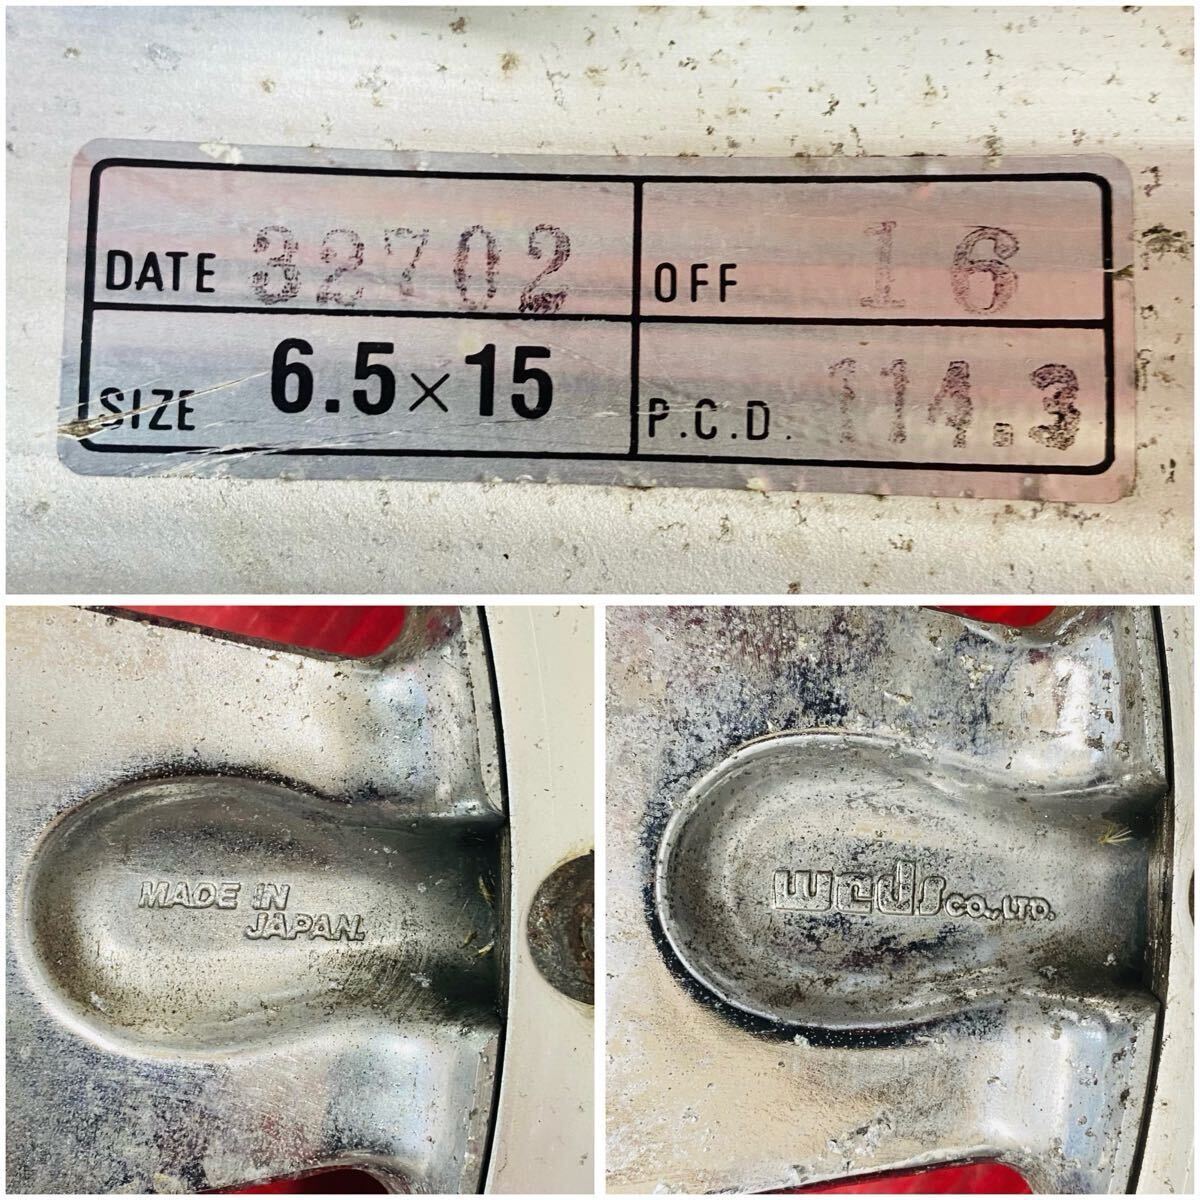 DATE 32702
OFF 16
SIZE 6.5×15
P.C.D. 114.3
MADE IN
JAPAN.
weds CO., LTD.